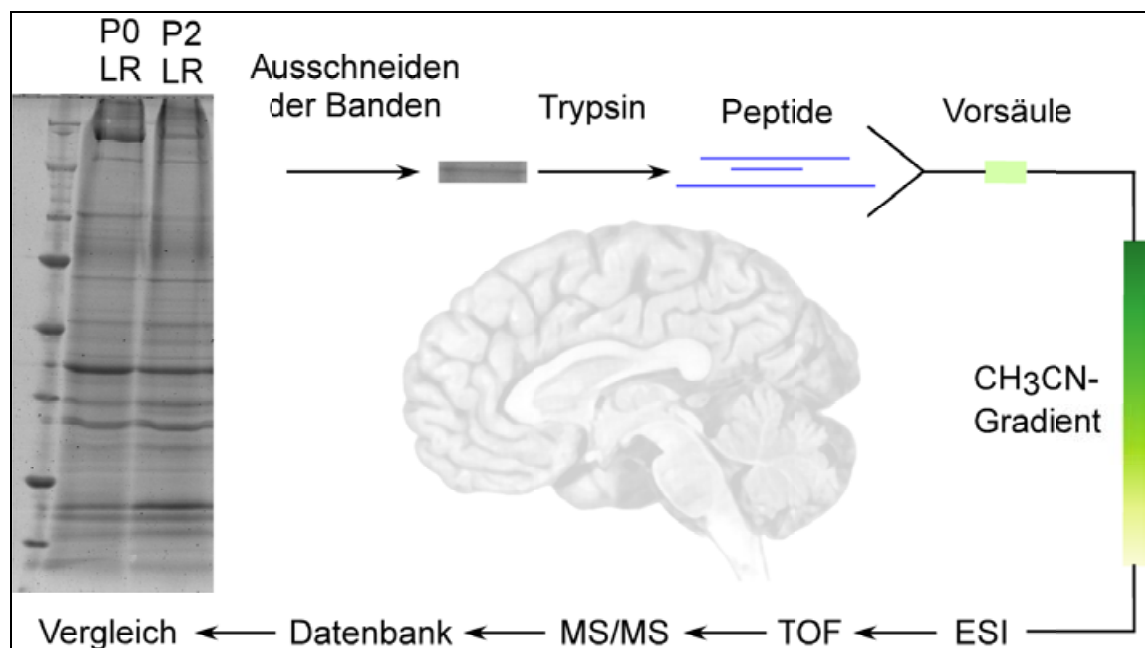 P0 P2
LR LR
Ausschneiden
der Banden
Trypsin
Peptide
Vorsäule
CH₃CN-
Gradient
Vergleich
Datenbank
MS/MS
TOF
ESI